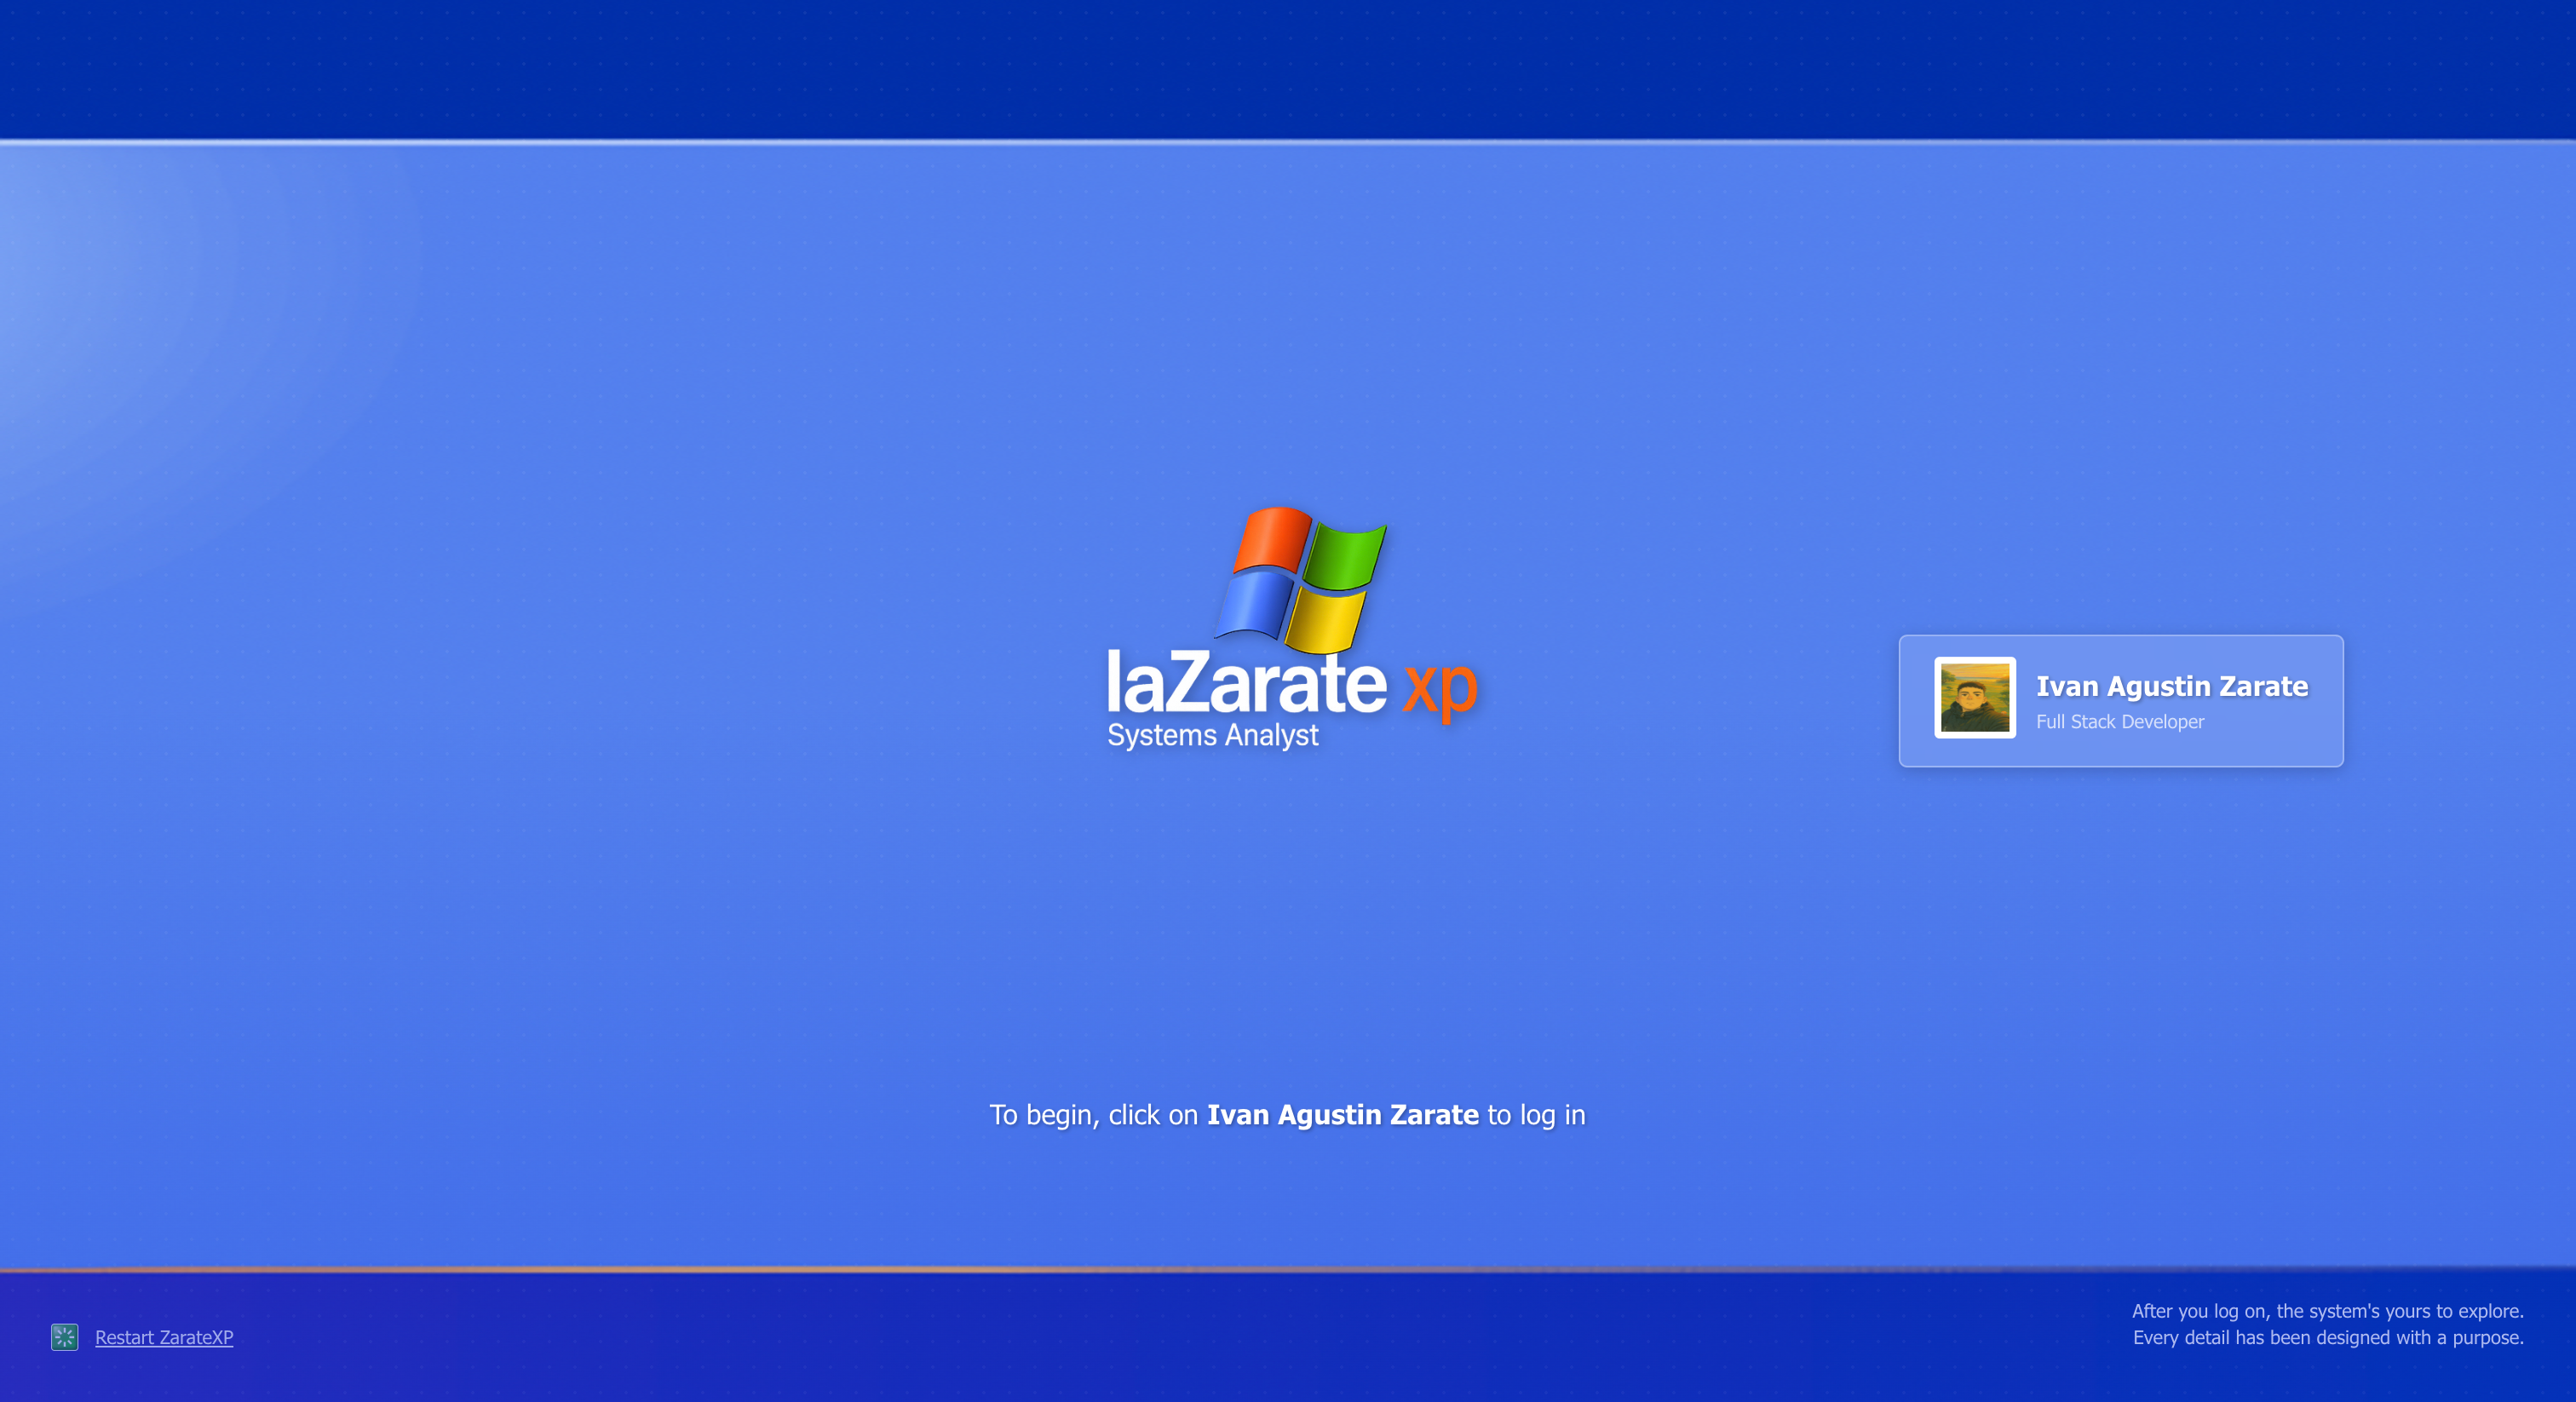 IaZarate xp
Systems Analyst
Ivan Agustin Zarate
Full Stack Developer
To begin, click on Ivan Agustin Zarate to log in
Restart ZarateXP
After you log on, the system's yours to explore.
Every detail has been designed with a purpose.